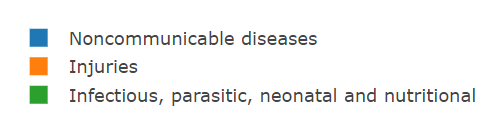 Noncommunicable diseases
Injuries
Infectious, parasitic, neonatal and nutritional